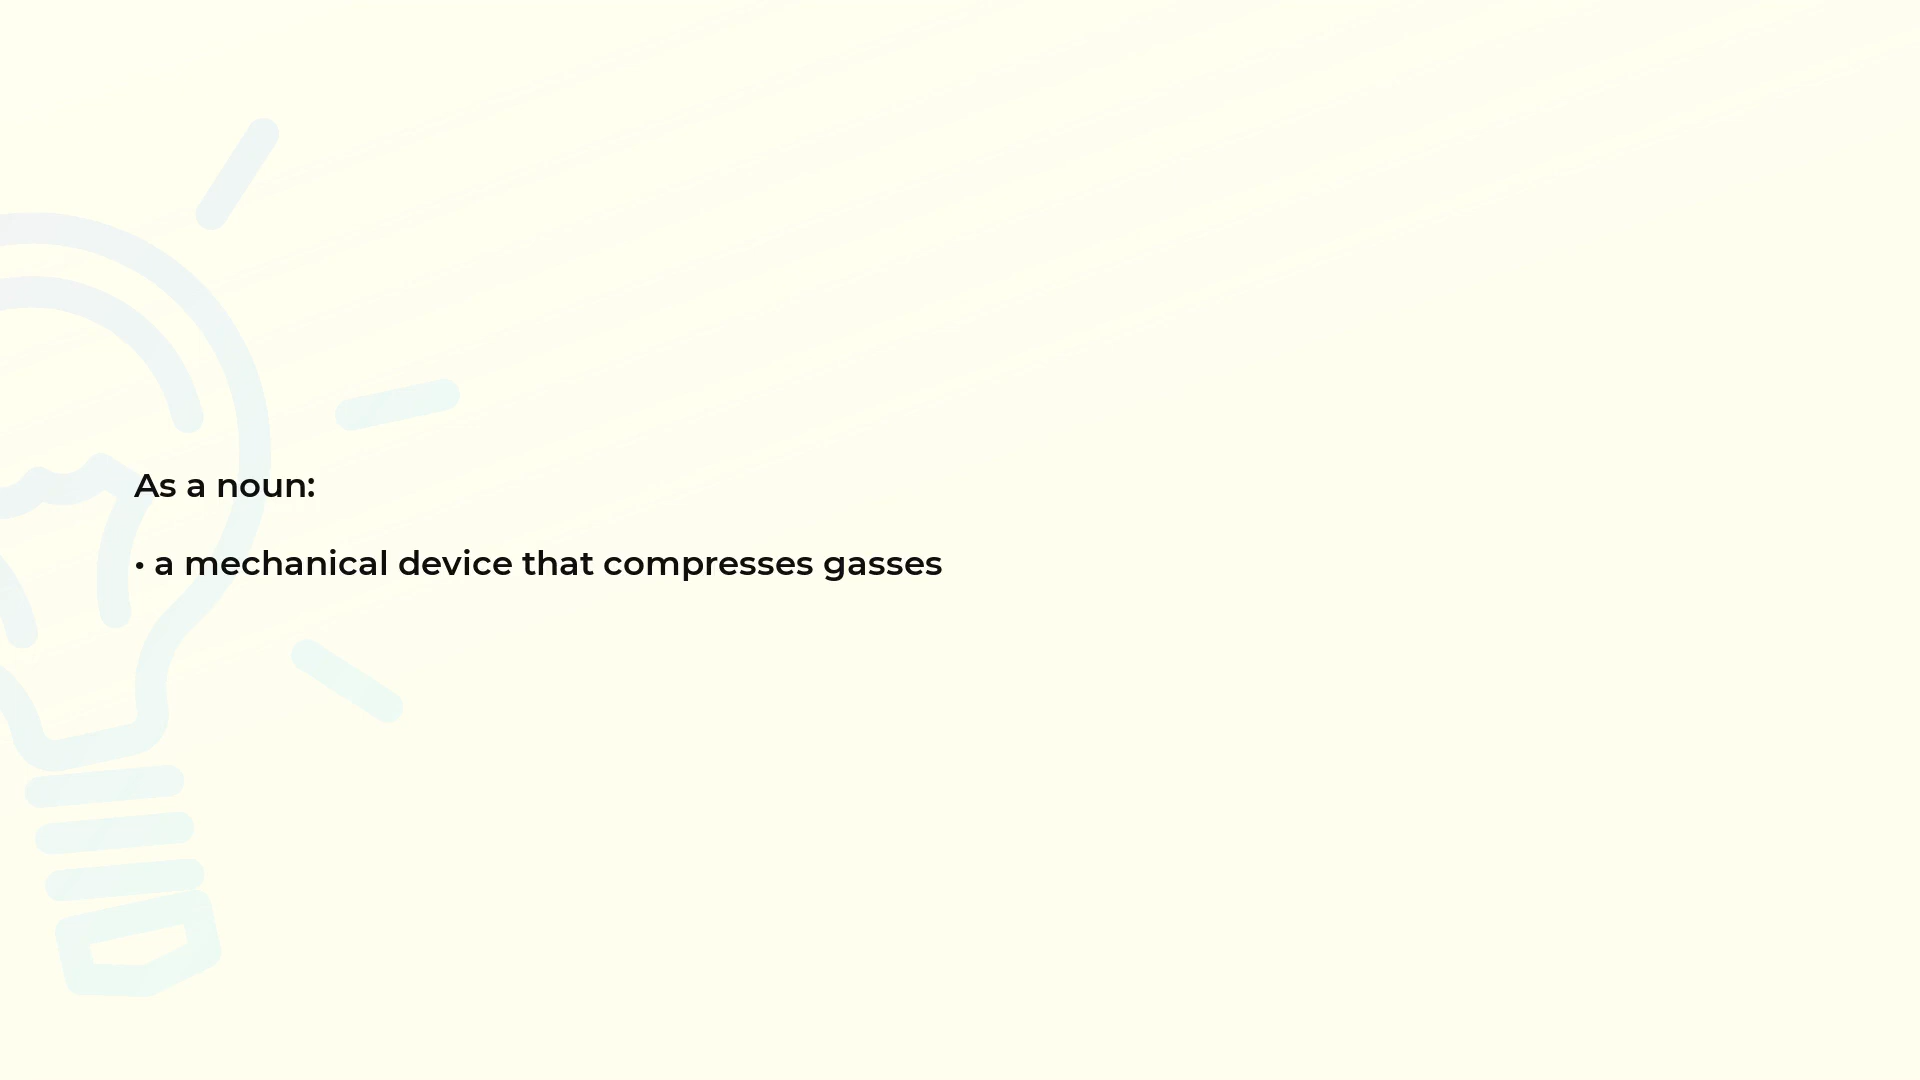 As a noun:
• a mechanical device that compresses gasses